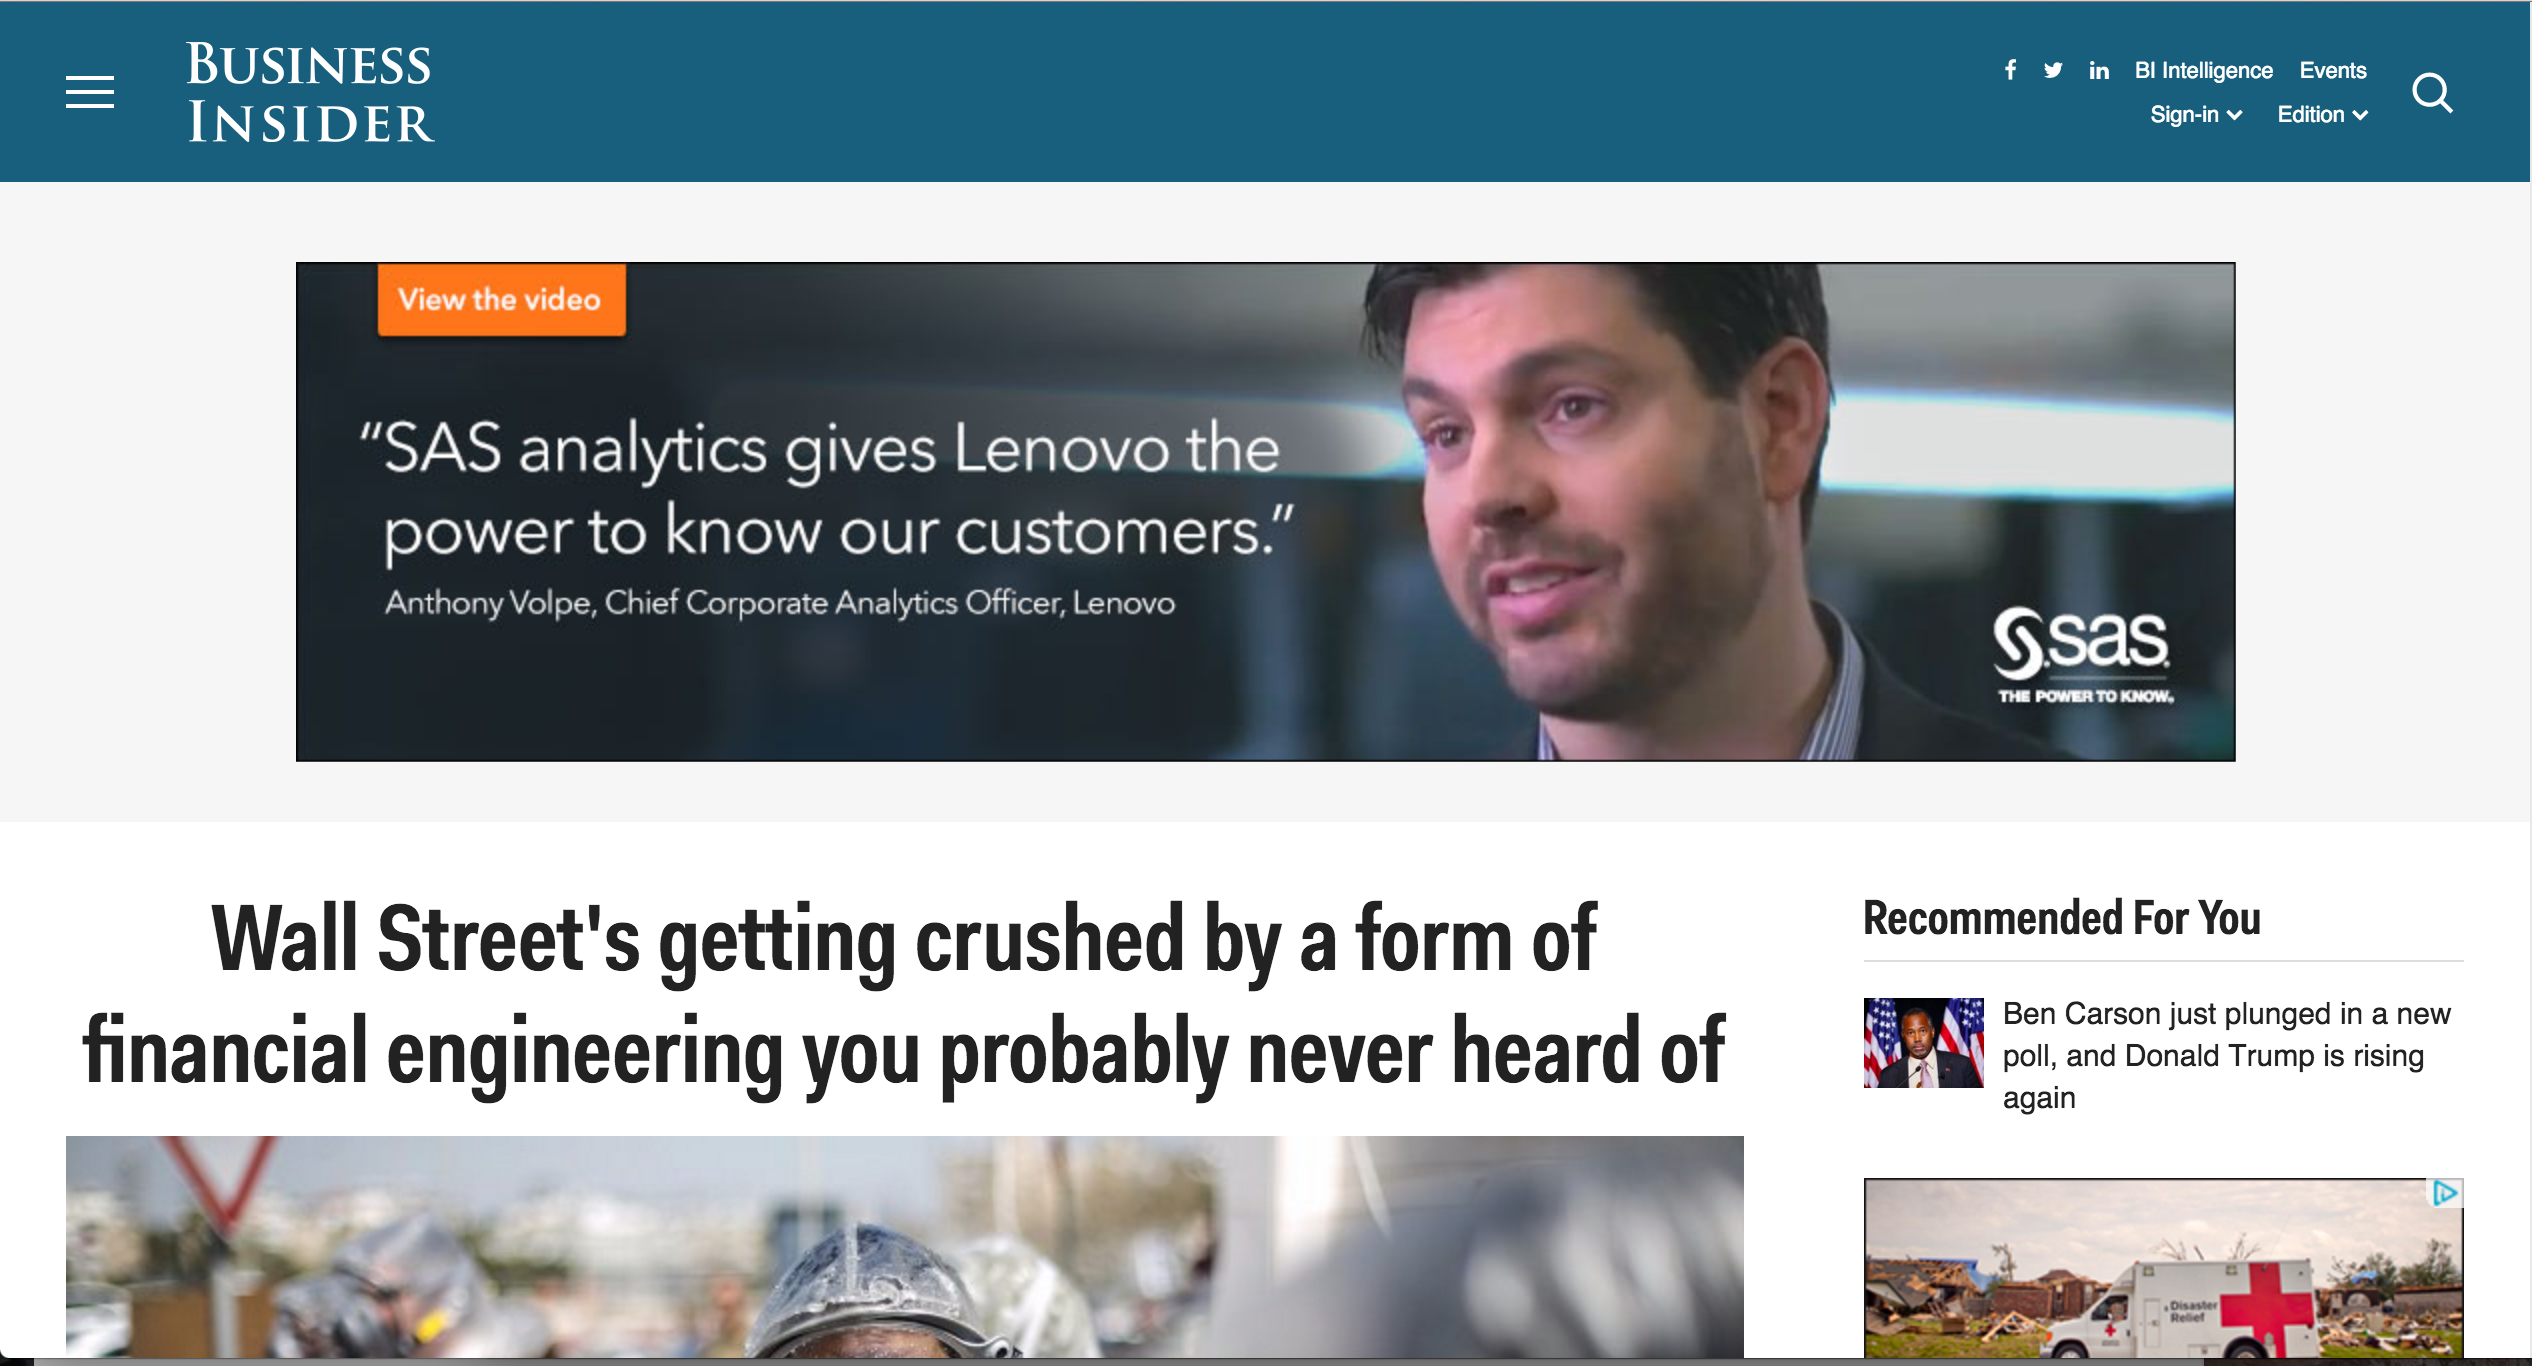 BUSINESS
INSIDER
BI Intelligence Events
Sign-in Edition
View the video
“SAS analytics gives Lenovo the
power to know our customers.”
Anthony Volpe, Chief Corporate Analytics Officer, Lenovo
sas
THE POWER TO KNOW.
Wall Street's getting crushed by a form of
financial engineering you probably never heard of
Recommended For You
Ben Carson just plunged in a new
poll, and Donald Trump is rising
again
Disaster
Relief